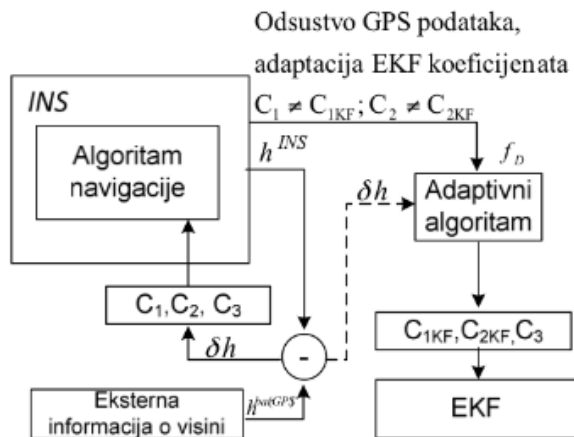 Odsustvo GPS podataka,
adaptacija EKF koeficijenata
INS
C₁ ≠ C₁KF; C₂ ≠ C₂KF
Algoritam
navigacije
h^INS
f_D
δh
Adaptivni
algoritam
C₁,C₂, C₃
C₁KF,C₂KF,C₃
δh
-
Eksterna
informacija o visini
EKF